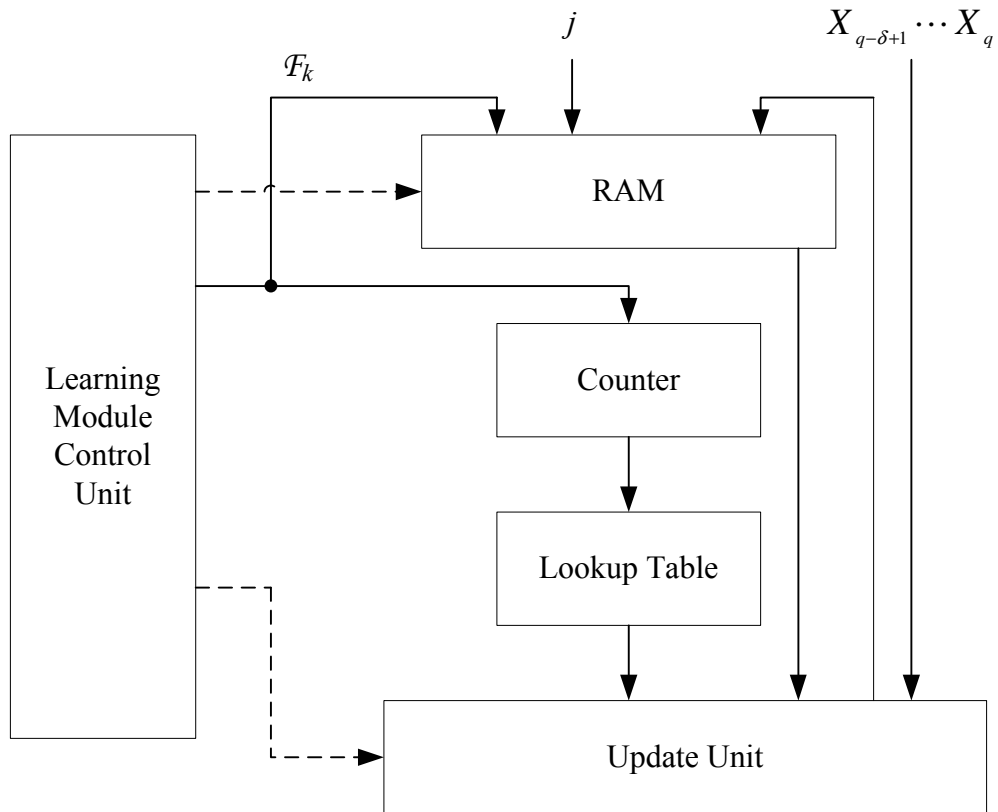 j
X_{q-δ+1} ⋯ X_q
ℱ_k
RAM
Learning
Module
Control
Unit
Counter
Lookup Table
Update Unit